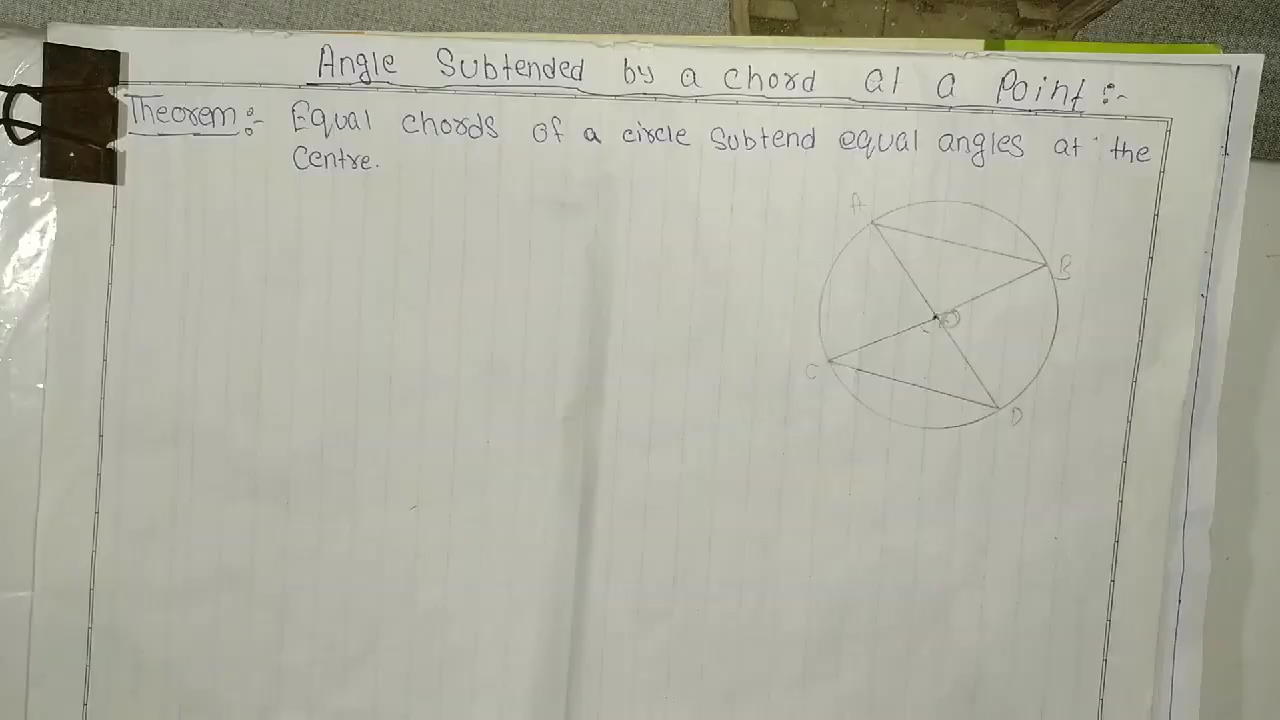 Angle Subtended by a chord at a Point :-
Theorem :- Equal chords of a circle subtend equal angles at the
Centre.
A
B
O
C
D